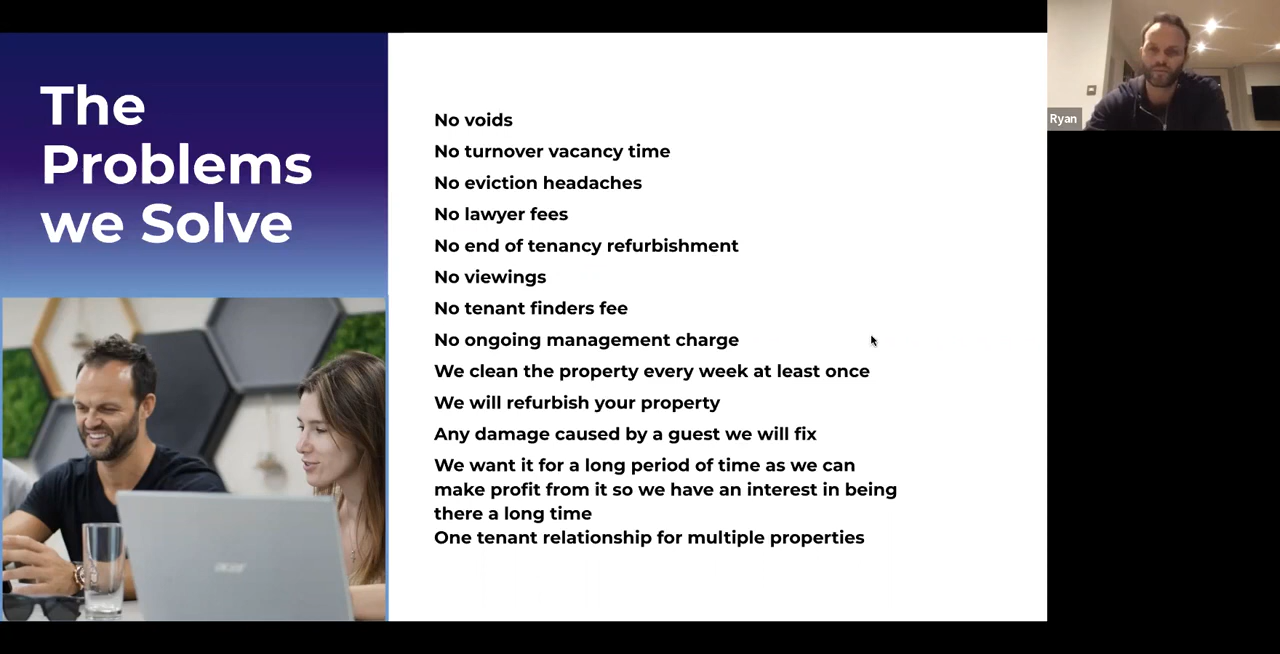 The
Problems
we Solve
No voids
No turnover vacancy time
No eviction headaches
No lawyer fees
No end of tenancy refurbishment
No viewings
No tenant finders fee
No ongoing management charge
We clean the property every week at least once
We will refurbish your property
Any damage caused by a guest we will fix
We want it for a long period of time as we can
make profit from it so we have an interest in being
there a long time
One tenant relationship for multiple properties
acer
Ryan